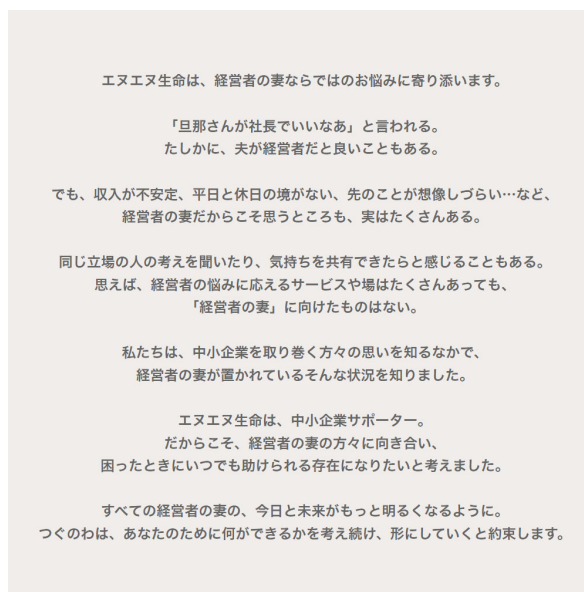 エヌエヌ生命は、経営者の妻ならではのお悩みに寄り添います。
「旦那さんが社長でいいなあ」と言われる。
たしかに、夫が経営者だと良いこともある。
でも、収入が不安定、平日と休日の境がない、先のことが想像しづらい…など、
経営者の妻だからこそ思うところも、実はたくさんある。
同じ立場の人の考えを聞いたり、気持ちを共有できたらと感じることもある。
思えば、経営者の悩みに応えるサービスや場はたくさんあっても、
「経営者の妻」に向けたものはない。
私たちは、中小企業を取り巻く方々の思いを知るなかで、
経営者の妻が置かれているそんな状況を知りました。
エヌエヌ生命は、中小企業サポーター。
だからこそ、経営者の妻の方々に向き合い、
困ったときにいつでも助けられる存在になりたいと考えました。
すべての経営者の妻の、今日と未来がもっと明るくなるように。
つぐのわは、あなたのために何ができるかを考え続け、形にしていくと約束します。